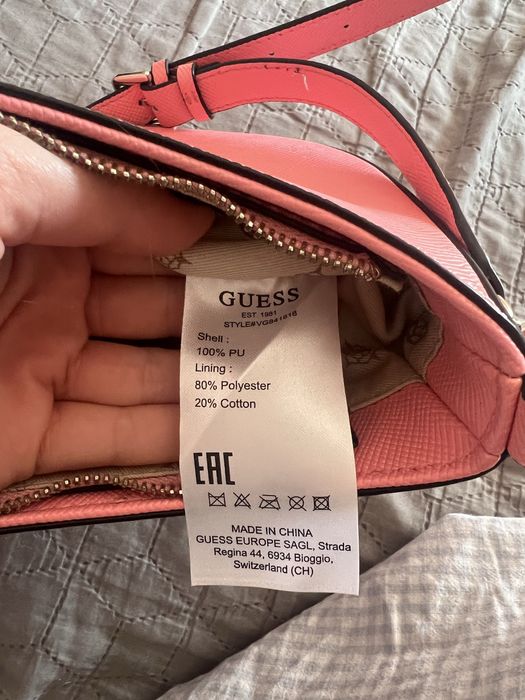 GUESS
EST. 1981
STYLE#VG841816
Shell :
100% PU
Lining :
80% Polyester
20% Cotton
EAC
MADE IN CHINA
GUESS EUROPE SAGL, Strada
Regina 44, 6934 Bioggio,
Switzerland (CH)